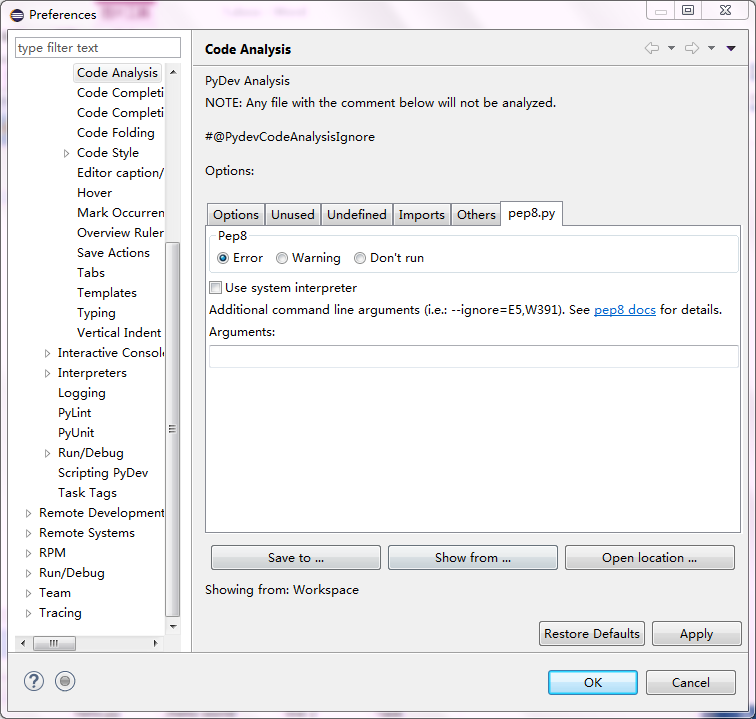 Preferences
type filter text
Code Analysis
Code Completi
Code Completi
Code Folding
Code Style
Editor caption/
Hover
Mark Occurren
Overview Ruler
Save Actions
Tabs
Templates
Typing
Vertical Indent
Interactive Consol
Interpreters
Logging
PyLint
PyUnit
Run/Debug
Scripting PyDev
Task Tags
Remote Development
Remote Systems
RPM
Run/Debug
Team
Tracing
Code Analysis
PyDev Analysis
NOTE: Any file with the comment below will not be analyzed.
#@PydevCodeAnalysisIgnore
Options:
Options Unused Undefined Imports Others pep8.py
Pep8
Error Warning Don't run
Use system interpreter
Additional command line arguments (i.e.: --ignore=E5,W391). See pep8 docs for details.
Arguments:
Save to ... Show from ... Open location ...
Showing from: Workspace
Restore Defaults Apply
? OK Cancel